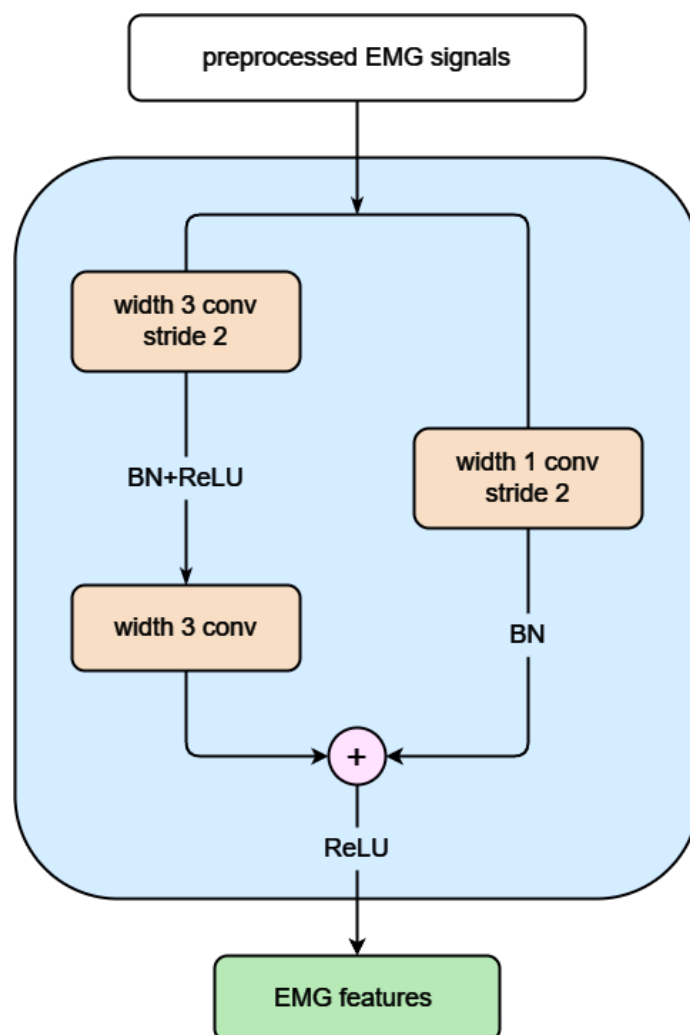 preprocessed EMG signals
width 3 conv
stride 2
BN+ReLU
width 1 conv
stride 2
width 3 conv
BN
+
ReLU
EMG features